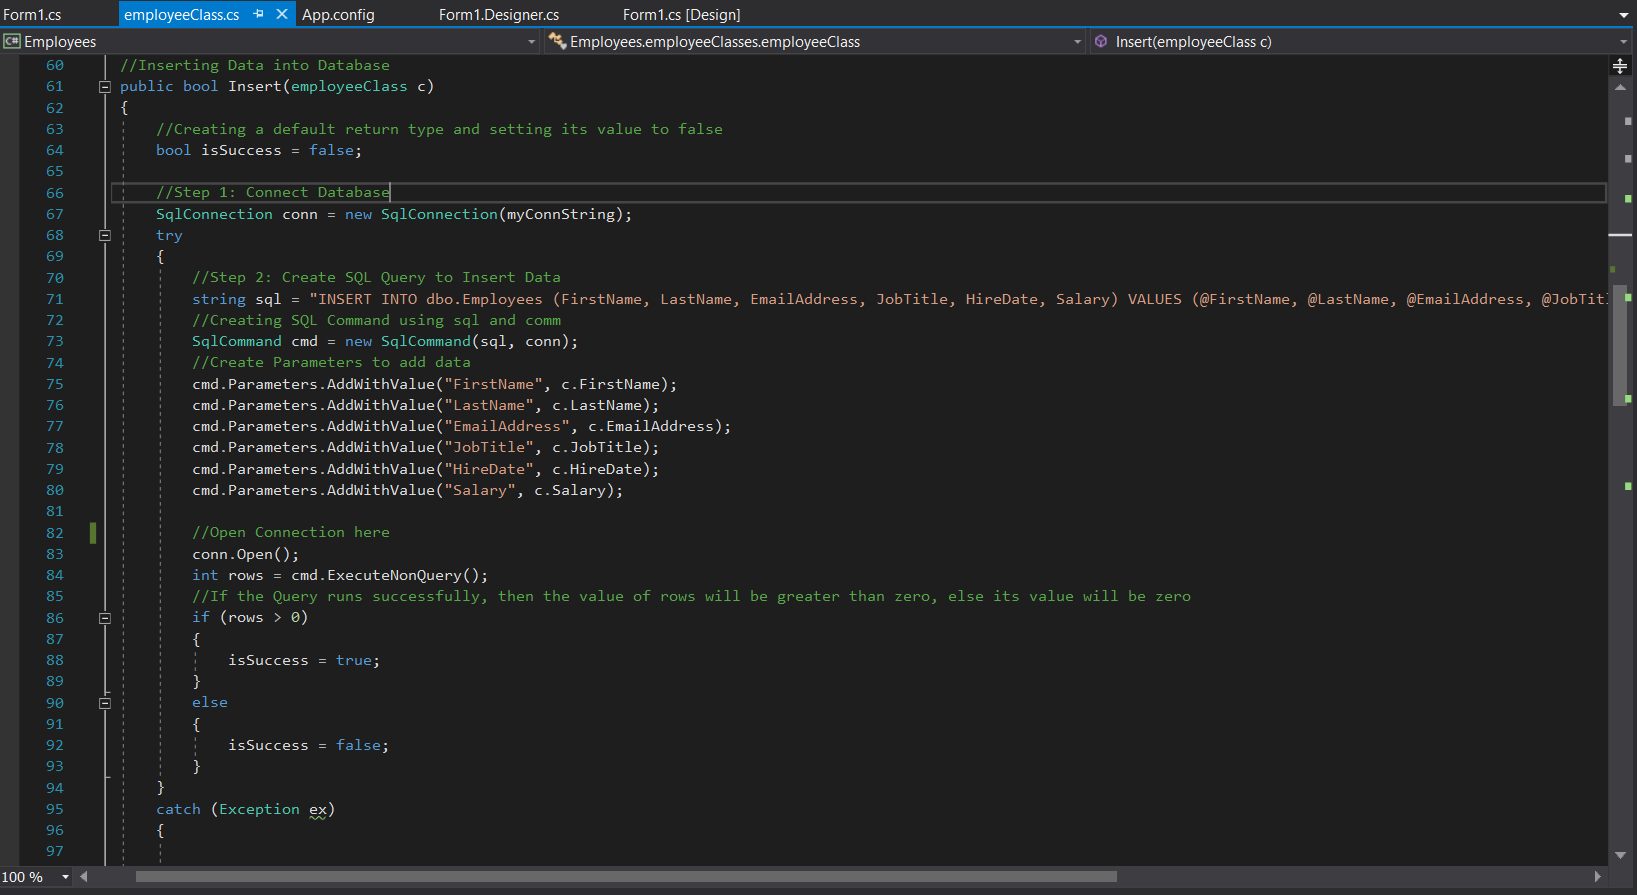 Form1.cs employeeClass.cs App.config Form1.Designer.cs Form1.cs [Design]
C# Employees Employees.employeeClasses.employeeClass Insert(employeeClass c)
60 //Inserting Data into Database
61 public bool Insert(employeeClass c)
62 {
63 //Creating a default return type and setting its value to false
64 bool isSuccess = false;
65
66 //Step 1: Connect Database
67 SqlConnection conn = new SqlConnection(myConnString);
68 try
69 {
70 //Step 2: Create SQL Query to Insert Data
71 string sql = "INSERT INTO dbo.Employees (FirstName, LastName, EmailAddress, JobTitle, HireDate, Salary) VALUES (@FirstName, @LastName, @EmailAddress, @JobTit
72 //Creating SQL Command using sql and comm
73 SqlCommand cmd = new SqlCommand(sql, conn);
74 //Create Parameters to add data
75 cmd.Parameters.AddWithValue("FirstName", c.FirstName);
76 cmd.Parameters.AddWithValue("LastName", c.LastName);
77 cmd.Parameters.AddWithValue("EmailAddress", c.EmailAddress);
78 cmd.Parameters.AddWithValue("JobTitle", c.JobTitle);
79 cmd.Parameters.AddWithValue("HireDate", c.HireDate);
80 cmd.Parameters.AddWithValue("Salary", c.Salary);
81
82 //Open Connection here
83 conn.Open();
84 int rows = cmd.ExecuteNonQuery();
85 //If the Query runs successfully, then the value of rows will be greater than zero, else its value will be zero
86 if (rows > 0)
87 {
88 isSuccess = true;
89 }
90 else
91 {
92 isSuccess = false;
93 }
94 }
95 catch (Exception ex)
96 {
97
100 %